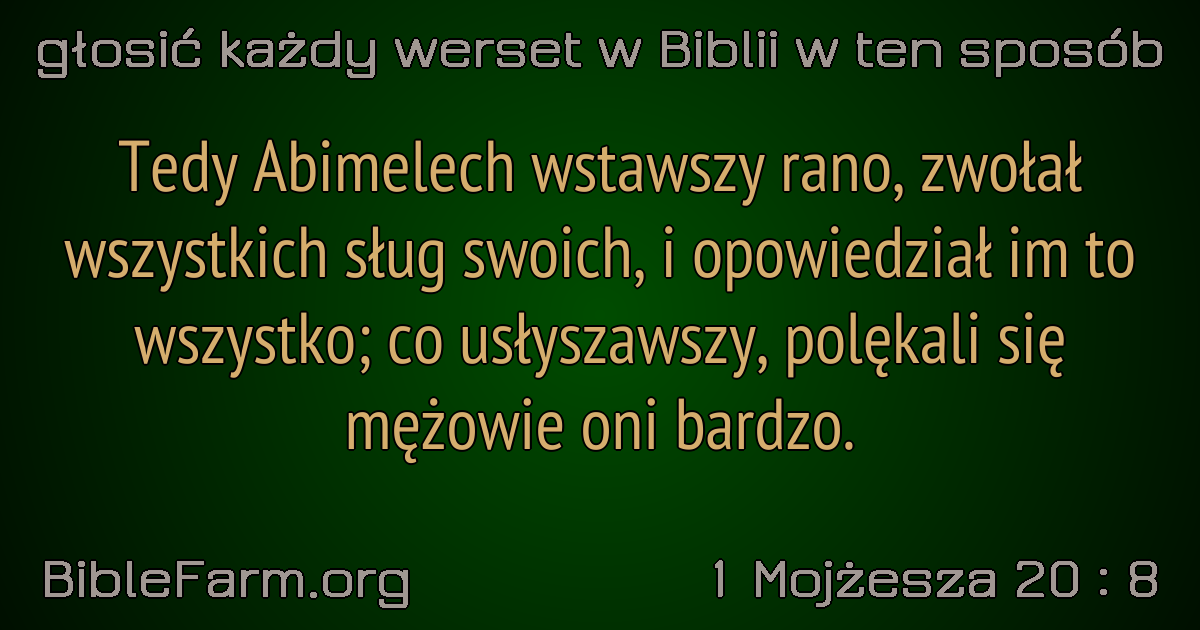 głosić każdy werset w Biblii w ten sposób
Tedy Abimelech wstawszy rano, zwołał
wszystkich sług swoich, i opowiedział im to
wszystko; co usłyszawszy, polękali się
mężowie oni bardzo.
BibleFarm.org
1 Mojżesza 20 : 8